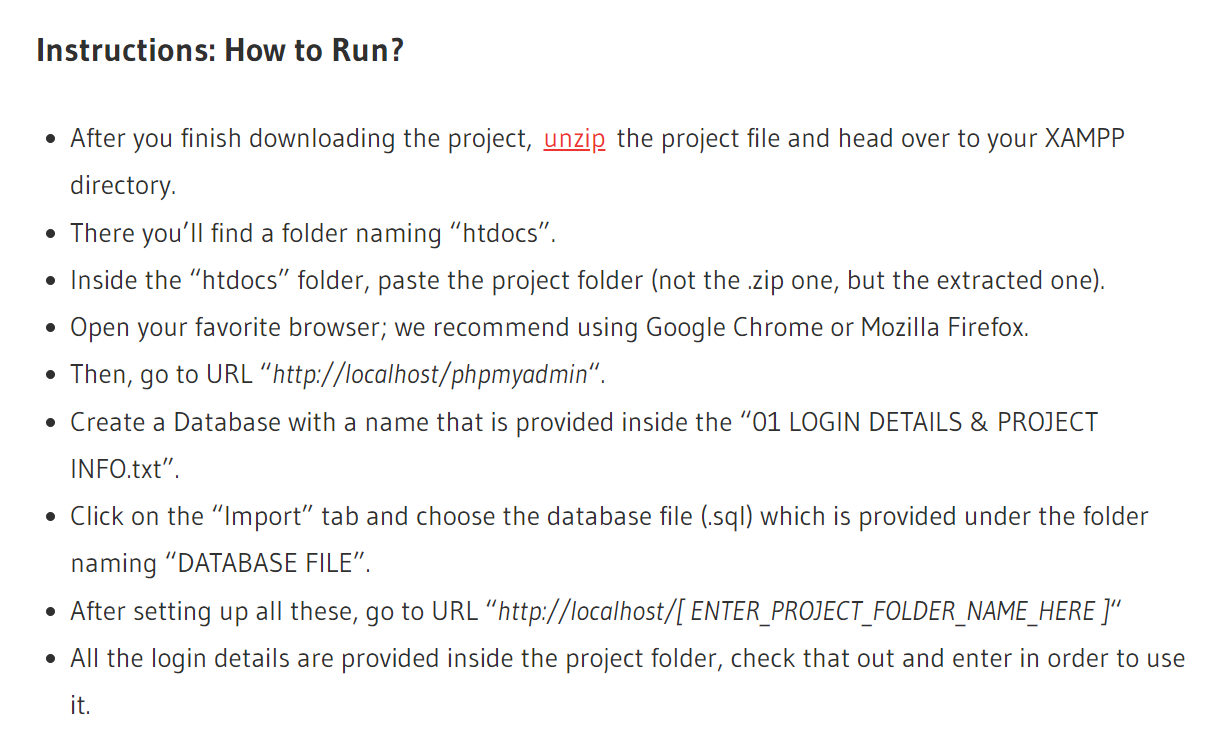 Instructions: How to Run?
After you finish downloading the project, unzip the project file and head over to your XAMPP
directory.
There you’ll find a folder naming “htdocs”.
Inside the “htdocs” folder, paste the project folder (not the .zip one, but the extracted one).
Open your favorite browser; we recommend using Google Chrome or Mozilla Firefox.
Then, go to URL “http://localhost/phpmyadmin“.
Create a Database with a name that is provided inside the “01 LOGIN DETAILS & PROJECT
INFO.txt”.
Click on the “Import” tab and choose the database file (.sql) which is provided under the folder
naming “DATABASE FILE”.
After setting up all these, go to URL “http://localhost/[ ENTER_PROJECT_FOLDER_NAME_HERE ]“
All the login details are provided inside the project folder, check that out and enter in order to use
it.